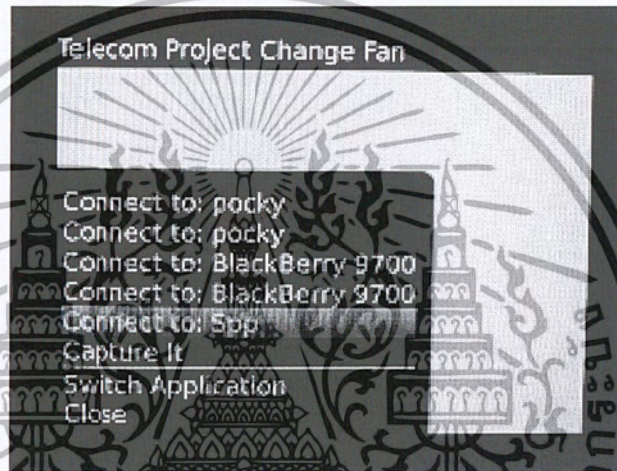 Telecom Project Change Fan
Connect to: pocky
Connect to: pocky
Connect to: BlackBerry 9700
Connect to: BlackBerry 9700
Connect to: Spp
Capture It
Switch Application
Close